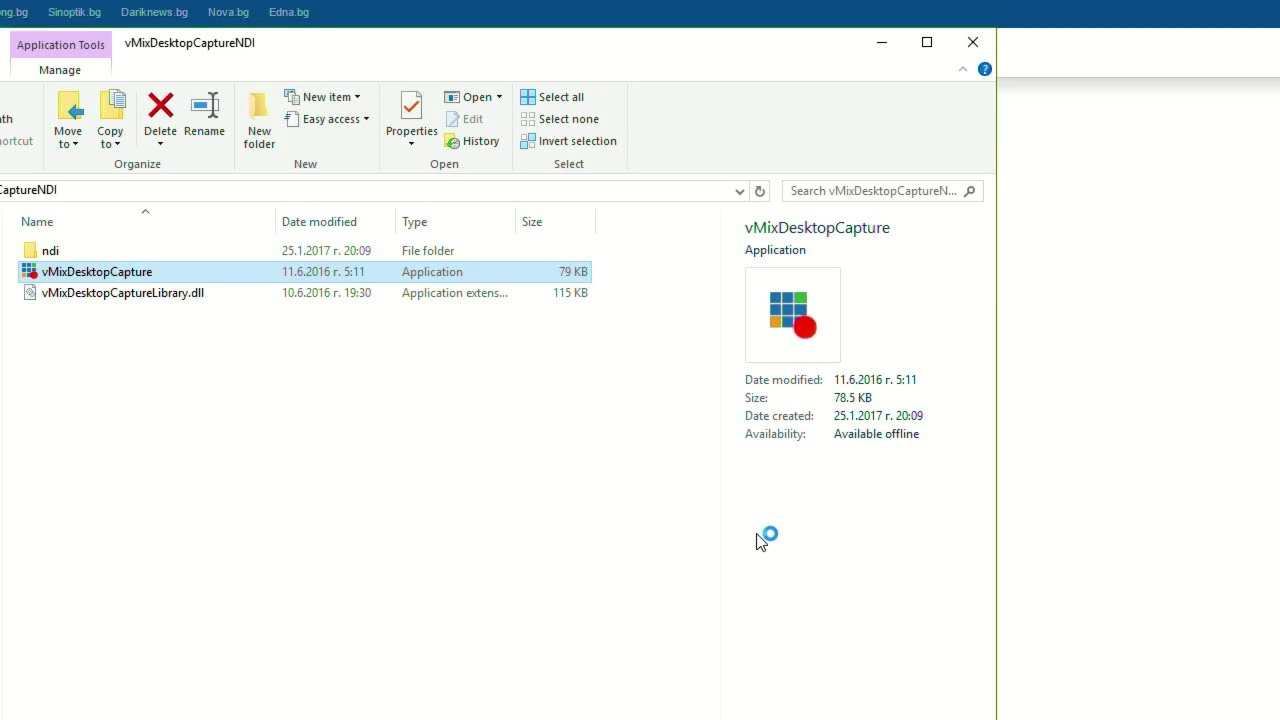 ng.bg Sinoptik.bg Dariknews.bg Nova.bg Edna.bg
Application Tools vMixDesktopCaptureNDI
Manage
?
Move to
Copy to
Delete
Rename
Organize
New folder
New item
Easy access
New
Properties
Open
Edit
History
Open
Select all
Select none
Invert selection
Select
CaptureNDI
Search vMixDesktopCaptureN...
Name Date modified Type Size
ndi 25.1.2017 г. 20:09 File folder
vMixDesktopCapture 11.6.2016 г. 5:11 Application 79 KB
vMixDesktopCaptureLibrary.dll 10.6.2016 г. 19:30 Application extens... 115 KB
vMixDesktopCapture
Application
Date modified: 11.6.2016 г. 5:11
Size: 78.5 KB
Date created: 25.1.2017 г. 20:09
Availability: Available offline